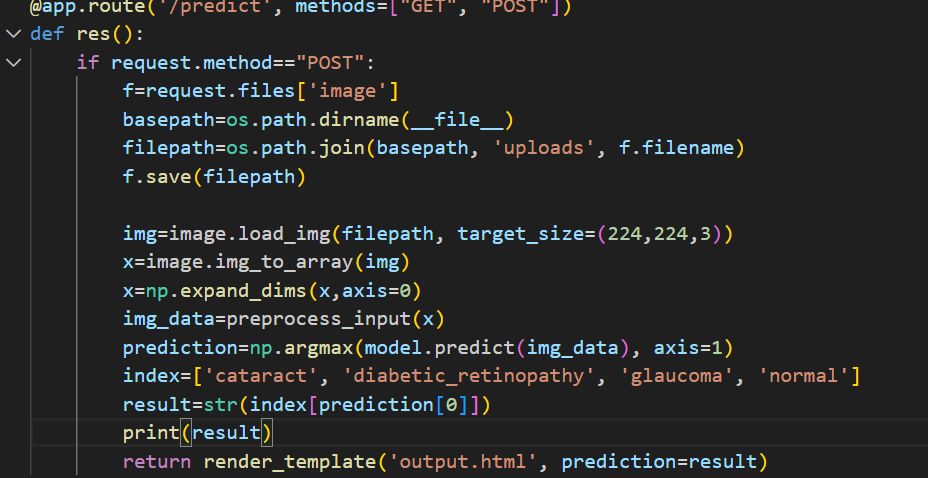 @app.route('/predict', methods=["GET", "POST"])
def res():
    if request.method=="POST":
        f=request.files['image']
        basepath=os.path.dirname(__file__)
        filepath=os.path.join(basepath, 'uploads', f.filename)
        f.save(filepath)

        img=image.load_img(filepath, target_size=(224,224,3))
        x=image.img_to_array(img)
        x=np.expand_dims(x,axis=0)
        img_data=preprocess_input(x)
        prediction=np.argmax(model.predict(img_data), axis=1)
        index=['cataract', 'diabetic_retinopathy', 'glaucoma', 'normal']
        result=str(index[prediction[0]])
        print(result)
        return render_template('output.html', prediction=result)